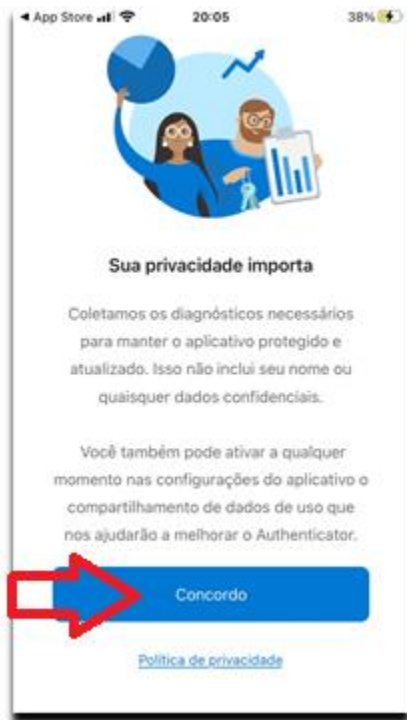 App Store 20:05 38%
Sua privacidade importa
Coletamos os diagnósticos necessários
para manter o aplicativo protegido e
atualizado. Isso não inclui seu nome ou
quaisquer dados confidenciais.
Você também pode ativar a qualquer
momento nas configurações do aplicativo o
compartilhamento de dados de uso que
nos ajudarão a melhorar o Authenticator.
Concordo
Política de privacidade